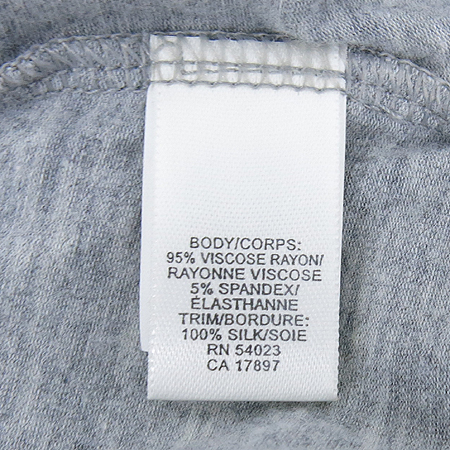 BODY/CORPS:
95% VISCOSE RAYON/
RAYONNE VISCOSE
5% SPANDEX/
ÉLASTHANNE
TRIM/BORDURE:
100% SILK/SOIE
RN 54023
CA 17897